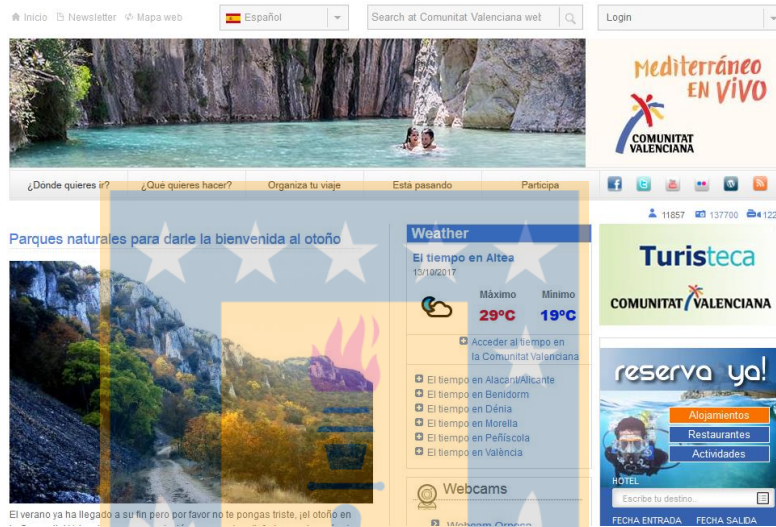 Inicio Newsletter Mapa web
Español
Search at Comunitat Valenciana wet
Login
Mediterráneo
EN VIVO
COMUNITAT
VALENCIANA
¿Dónde quieres ir? ¿Qué quieres hacer? Organiza tu viaje Está pasando Participa
11857 137700 122
Parques naturales para darle la bienvenida al otoño
El verano ya ha llegado a su fin pero por favor no te pongas triste, ¡el otoño en
Weather
El tiempo en Altea
13/10/2017
Máximo Mínimo
29ºC 19ºC
Acceder al tiempo en
la Comunitat Valenciana
El tiempo en Alacant/Alicante
El tiempo en Benidorm
El tiempo en Dénia
El tiempo en Morella
El tiempo en Peñíscola
El tiempo en València
Webcams
Webcam Oropesa
Turisteca
COMUNITAT VALENCIANA
reserva ya!
Alojamientos
Restaurantes
Actividades
HOTEL
Escribe tu destino..
FECHA ENTRADA FECHA SALIDA